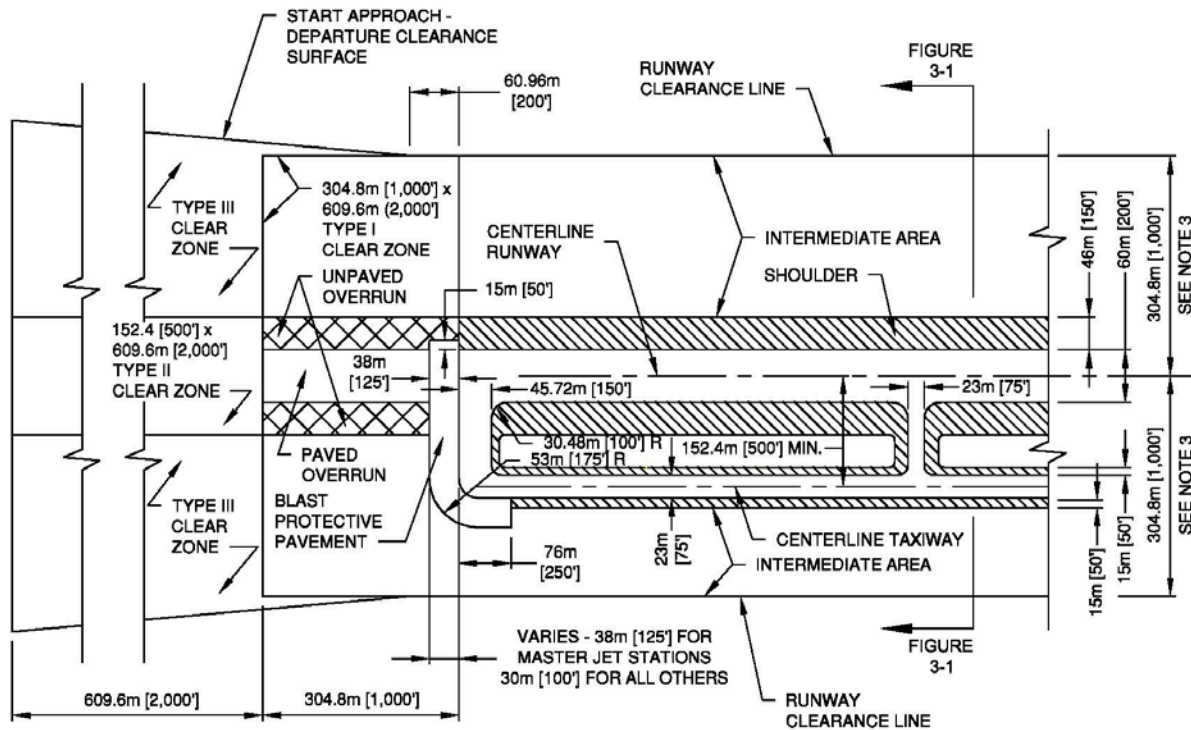 START APPROACH -
DEPARTURE CLEARANCE
SURFACE
60.96m
[200']
RUNWAY
CLEARANCE LINE
FIGURE
3-1
TYPE III
CLEAR
ZONE
304.8m [1,000'] x
609.6m (2,000')
TYPE I
CLEAR ZONE
UNPAVED
OVERRUN
CENTERLINE
RUNWAY
15m [50']
INTERMEDIATE AREA
SHOULDER
46m [150']
60m [200']
304.8m [1,000']
SEE NOTE 3
152.4 [500'] x
609.6m [2,000']
TYPE II
CLEAR ZONE
38m
[125']
45.72m [150']
23m [75']
30.48m [100'] R
53m [175'] R
152.4m [500'] MIN.
PAVED
OVERRUN
BLAST
PROTECTIVE
PAVEMENT
TYPE III
CLEAR
ZONE
76m
[250']
23m
[75']
CENTERLINE TAXIWAY
INTERMEDIATE AREA
15m [50']
15m [50']
304.8m [1,000']
SEE NOTE 3
VARIES - 38m [125'] FOR
MASTER JET STATIONS
30m [100'] FOR ALL OTHERS
FIGURE
3-1
RUNWAY
CLEARANCE LINE
609.6m [2,000']
304.8m [1,000']